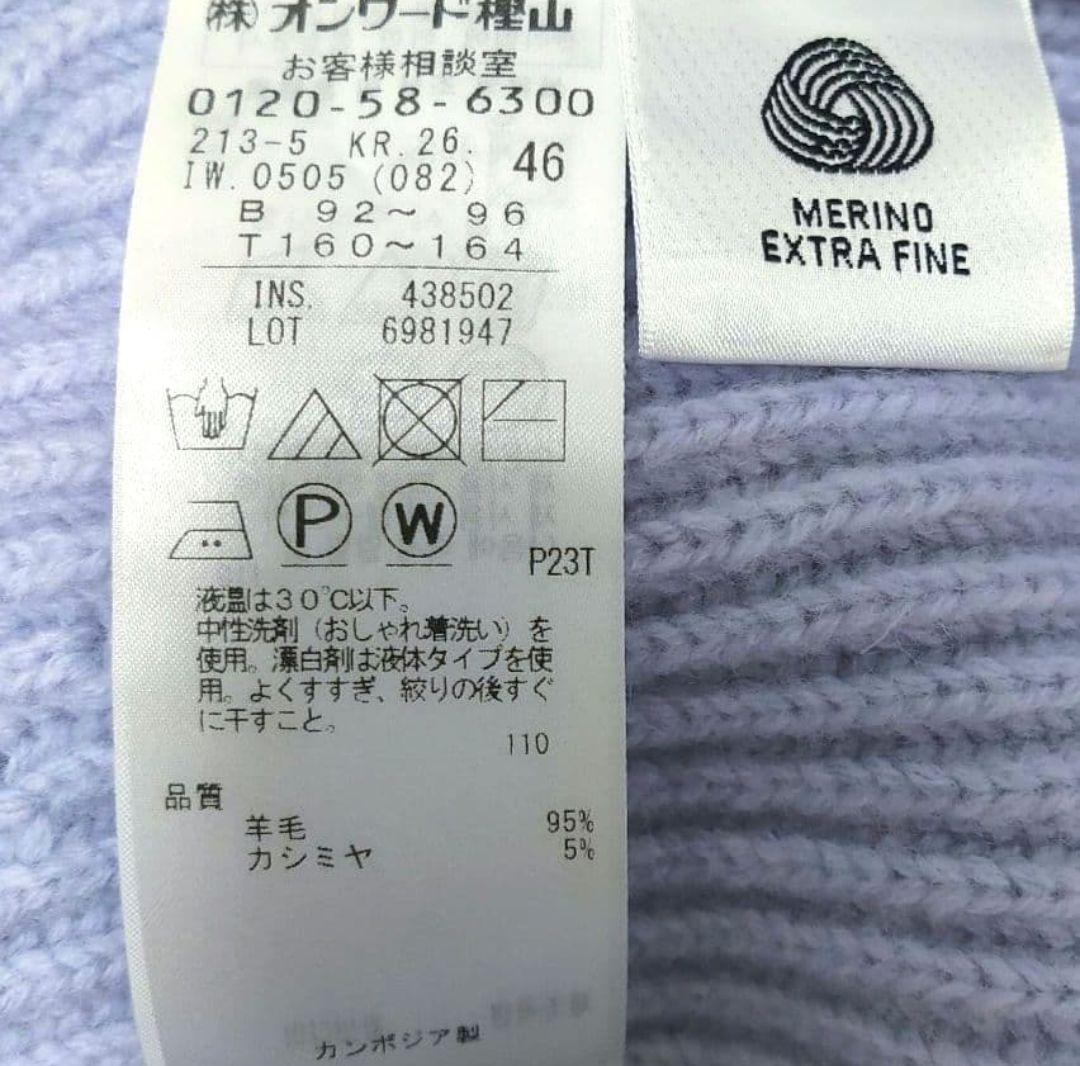 (株)オンワード樫山
お客様相談室
0120-58-6300
213-5 KR.26.
IW.0505 (082) 46
B 92～ 96
T160～164
INS. 438502
LOT 6981947
P W
P23T
液温は30℃以下。
中性洗剤(おしゃれ着洗い)を
使用。漂白剤は液体タイプを使
用。よくすすぎ、絞りの後すぐ
に干すこと。
110
品質
羊毛 95%
カシミヤ 5%
カンボジア製
MERINO
EXTRA FINE